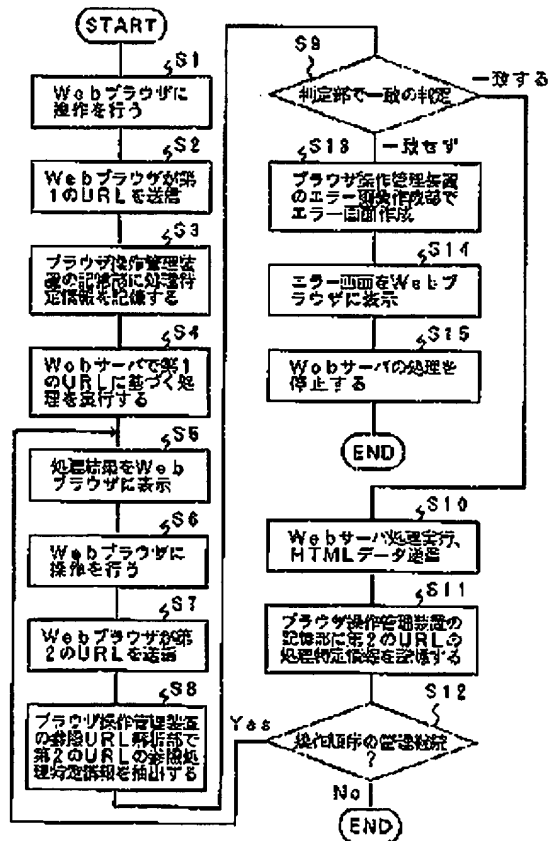 START
S1
Webブラウザに
操作を行う
S2
Webブラウザが第
1のURLを送信
S3
ブラウザ操作管理装
置の記憶部に処理特
定情報を記憶する
S4
Webサーバで第1
のURLに基づく処
理を実行する
S5
処理結果をWeb
ブラウザに表示
S6
Webブラウザに
操作を行う
S7
Webブラウザが第
2のURLを送信
S8
ブラウザ操作管理装置
の参照URL解析部で
第2のURLの参照処
理特定情報を抽出する
S9
判定部で一致の判定
一致する
一致せず
S13
ブラウザ操作管理装置
のエラー画面作成部で
エラー画面作成
S14
エラー画面をWebブ
ラウザに表示
S15
Webサーバの処理を
停止する
END
S10
Webサーバ処理実行、
HTMLデータ送信
S11
ブラウザ操作管理装置の
記憶部に第2のURLの
処理特定情報を記憶する
S12
操作順序の管理継続
?
Yes
No
END